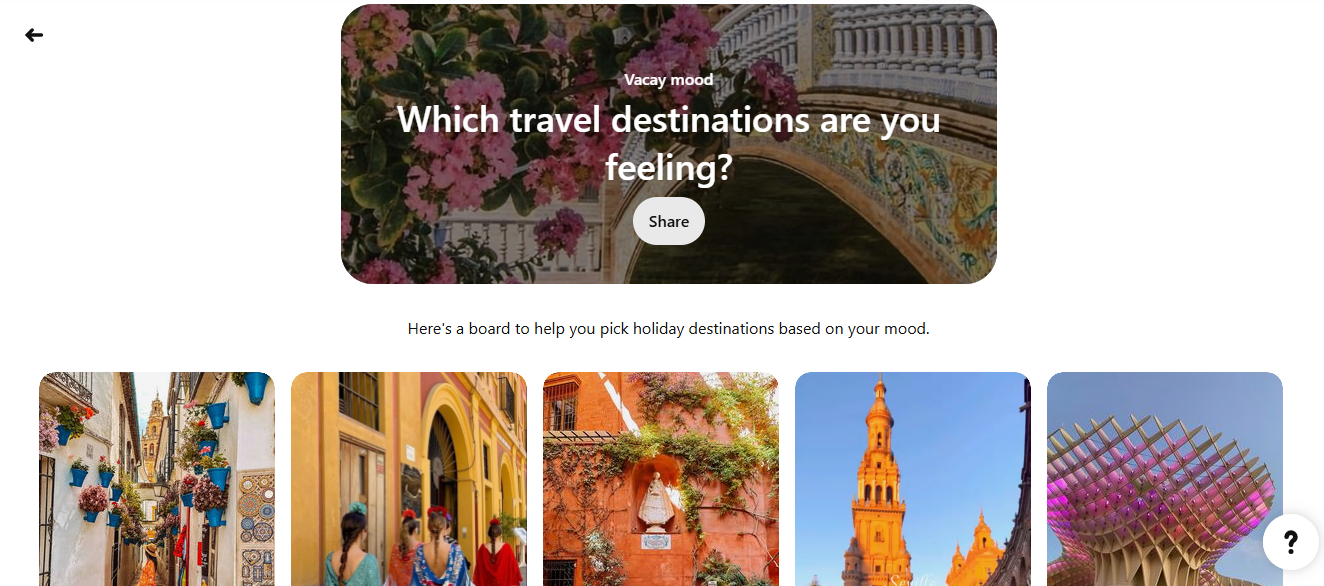 Vacay mood
Which travel destinations are you
feeling?
Share
Here's a board to help you pick holiday destinations based on your mood.
Seville
?